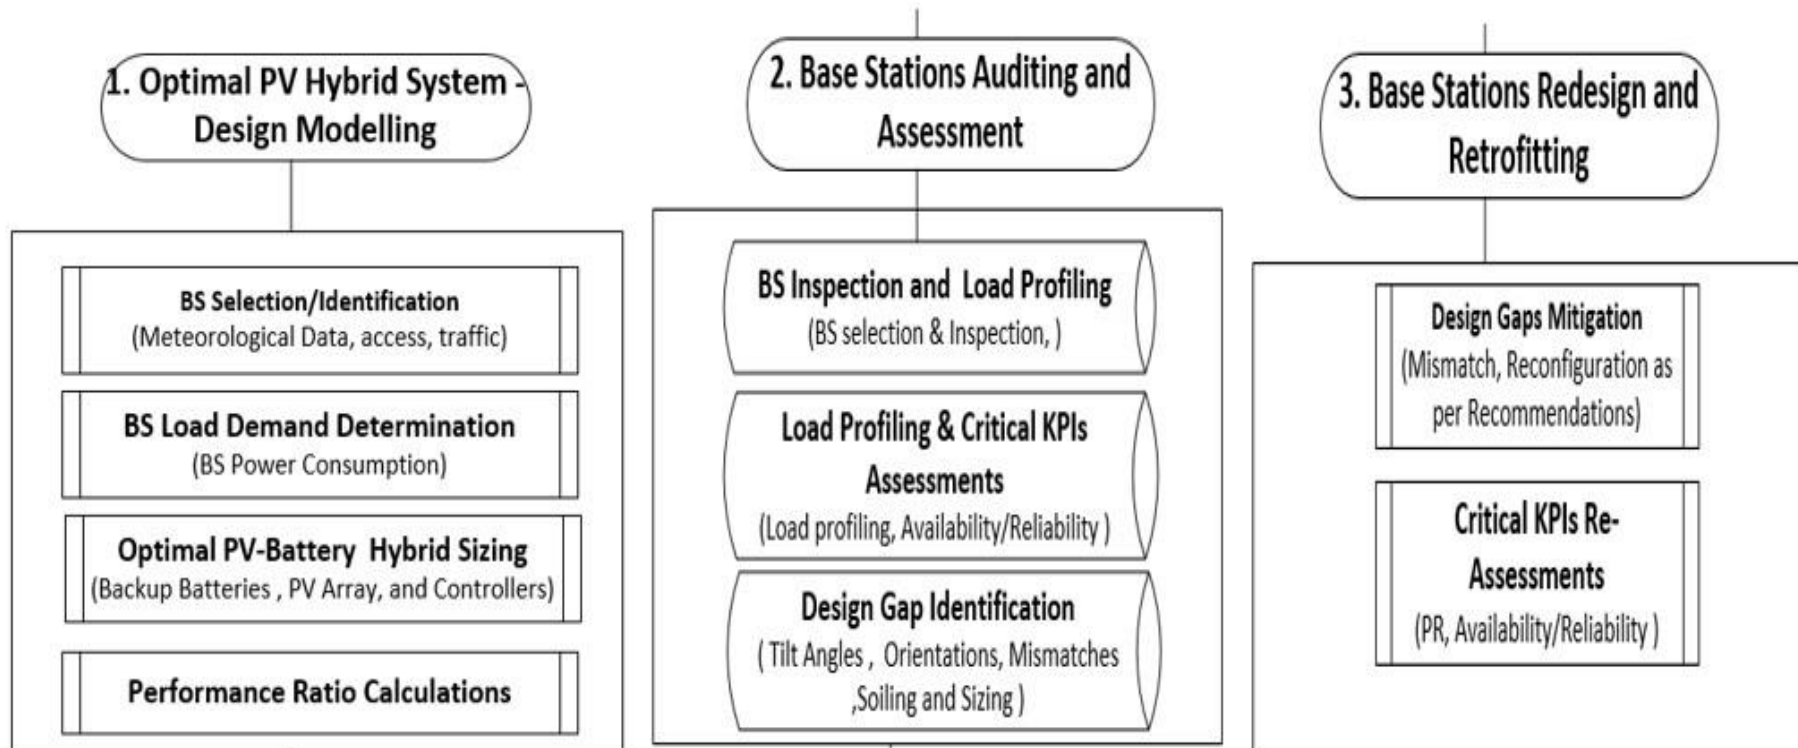 1. Optimal PV Hybrid System -
Design Modelling
BS Selection/Identification
(Meteorological Data, access, traffic)
BS Load Demand Determination
(BS Power Consumption)
Optimal PV-Battery Hybrid Sizing
(Backup Batteries , PV Array, and Controllers)
Performance Ratio Calculations
2. Base Stations Auditing and
Assessment
BS Inspection and Load Profiling
(BS selection & Inspection, )
Load Profiling & Critical KPIs
Assessments
(Load profiling, Availability/Reliability )
Design Gap Identification
( Tilt Angles , Orientations, Mismatches
,Soiling and Sizing )
3. Base Stations Redesign and
Retrofitting
Design Gaps Mitigation
(Mismatch, Reconfiguration as
per Recommendations)
Critical KPIs Re-
Assessments
(PR, Availability/Reliability )